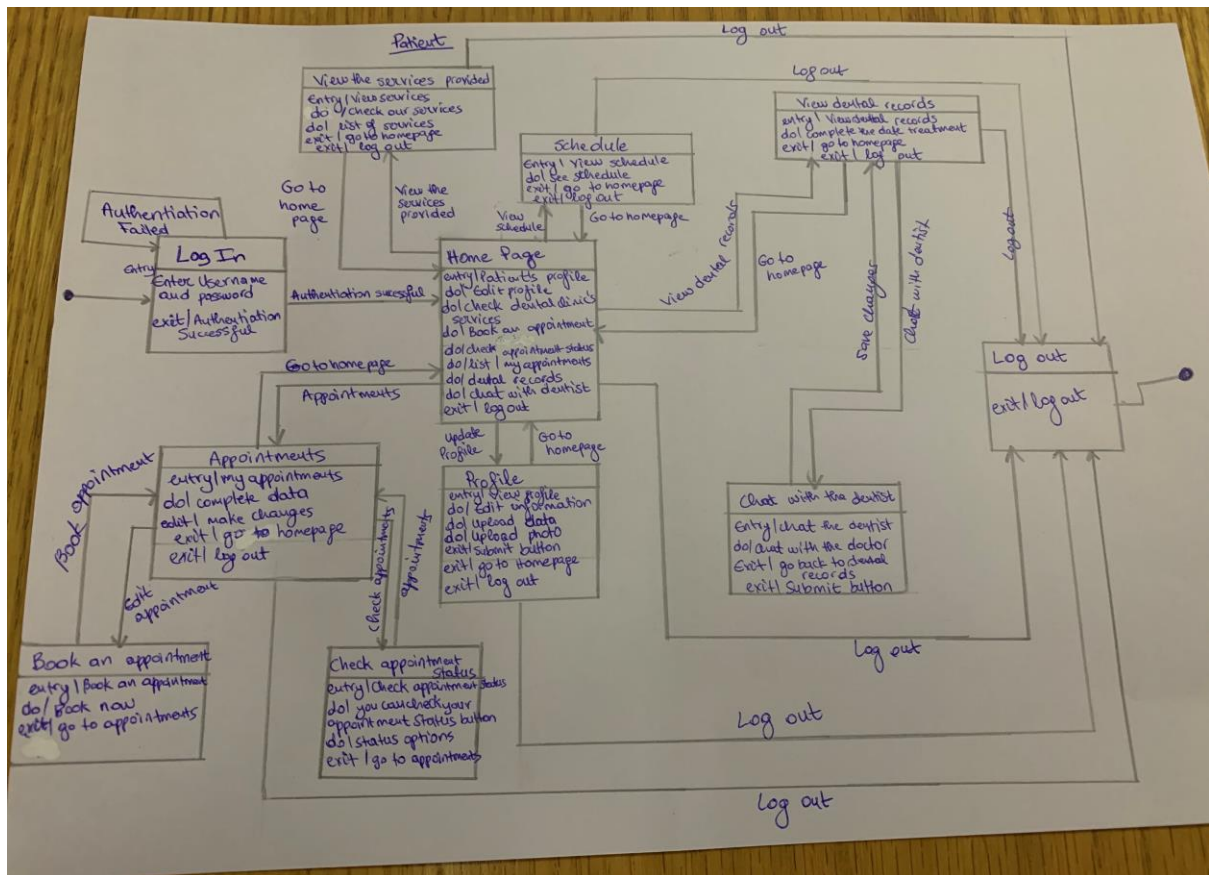 Patient
Log out
View the services provided
Entry/View services
do /Check our services
do/ list of services
exit/ go to homepage
exit/ log out
Log out
Schedule
Entry/ View schedule
do/ see schedule
exit/ go to homepage
exit/ log out
View dental records
entry/ View dental records
do/ complete the date treatment
exit/ go to homepage
exit/ log out
Go to
home
page
View the
services
provided
View
schedule
Go to homepage
View dental records
Go to
homepage
Save changes
Chat with dentist
Log out
Authentiation
Failed
Log In
Entry
Enter Username
and password
exit/Authentiation
Successful
Authentiation sucessful
Home Page
entry/Patient's profile
do/ Edit profile
do/check dental clinic's
services
do/ Book an appointment
do/check appointment status
do/list/my appointments
do/dental records
do/chat with dentist
exit/ log out
Go to homepage
Appointments
Update
Profile
Go to
homepage
Log out
exit/ log out
Appointments
entry/my appointments
do/ complete data
edit/ make changes
exit/ go to homepage
exit/ log out
Book appointment
Edit
appointment
Check appointments/
appointments
Profile
entry/ View profile
do/ Edit information
do/ Upload data
do/ Upload photo
exit/Submit button
exit/ go to Homepage
exit/ log out
Chat with the dentist
Entry/chat the dentist
do/chat with the doctor
Exit/ go back to dental
records
exit/ Submit button
Book an appointment
entry/Book an appointment
do/ Book now
exit/ go to appointments
Check appointment
status
entry/Check appointment status
do/ you can check your
appointment status button
do/status options
exit / go to appointments
Log out
Log out
Log out